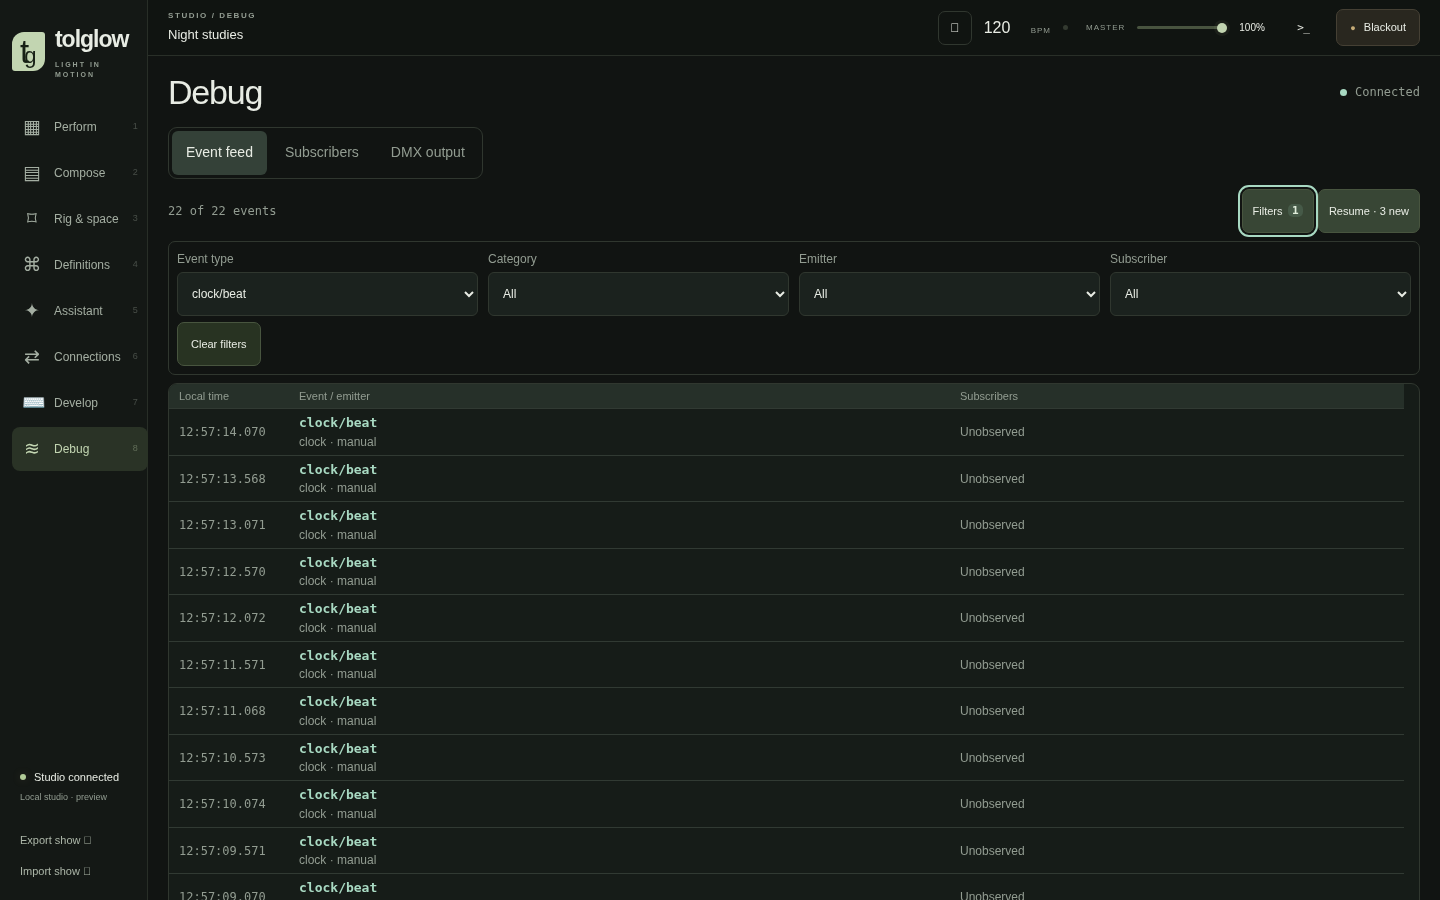 tg
tolglow
LIGHT IN
MOTION
Perform 1
Compose 2
Rig & space 3
Definitions 4
Assistant 5
Connections 6
Develop 7
Debug 8
Studio connected
Local studio · preview
Export show
Import show
STUDIO / DEBUG
Night studies
120 BPM
MASTER 100%
>_
Blackout
Debug
Connected
Event feed
Subscribers
DMX output
22 of 22 events
Filters 1
Resume · 3 new
Event type Category Emitter Subscriber
clock/beat All All All
Clear filters
Local time Event / emitter Subscribers
12:57:14.070 clock/beat Unobserved
clock · manual
12:57:13.568 clock/beat Unobserved
clock · manual
12:57:13.071 clock/beat Unobserved
clock · manual
12:57:12.570 clock/beat Unobserved
clock · manual
12:57:12.072 clock/beat Unobserved
clock · manual
12:57:11.571 clock/beat Unobserved
clock · manual
12:57:11.068 clock/beat Unobserved
clock · manual
12:57:10.573 clock/beat Unobserved
clock · manual
12:57:10.074 clock/beat Unobserved
clock · manual
12:57:09.571 clock/beat Unobserved
clock · manual
12:57:09.070 clock/beat Unobserved